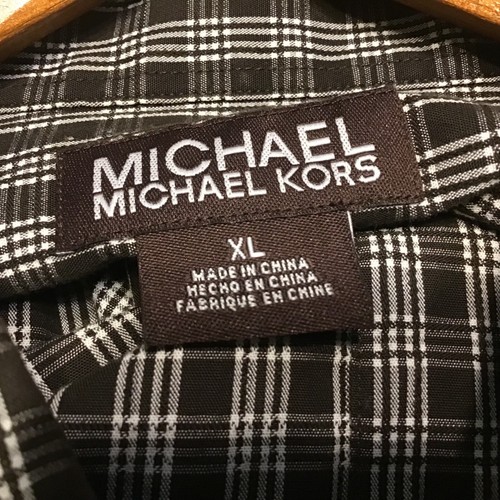 MICHAEL
MICHAEL KORS
XL
MADE IN CHINA
HECHO EN CHINA
FABRIQUE EN CHINE